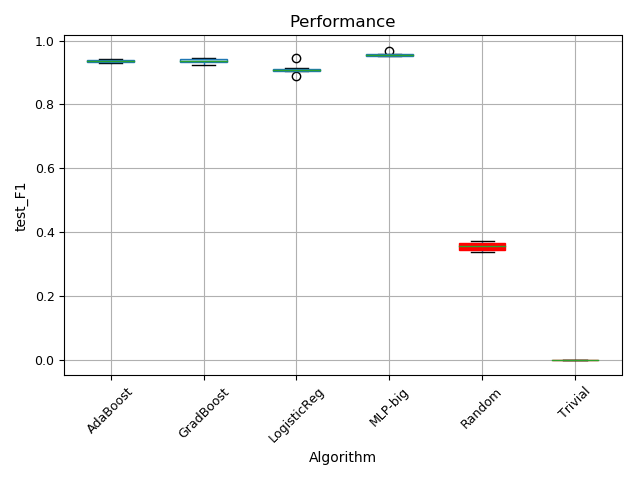 Performance
1.0
0.8
0.6
0.4
0.2
0.0
test_F1
AdaBoost
GradBoost
LogisticReg
MLP-big
Random
Trivial
Algorithm